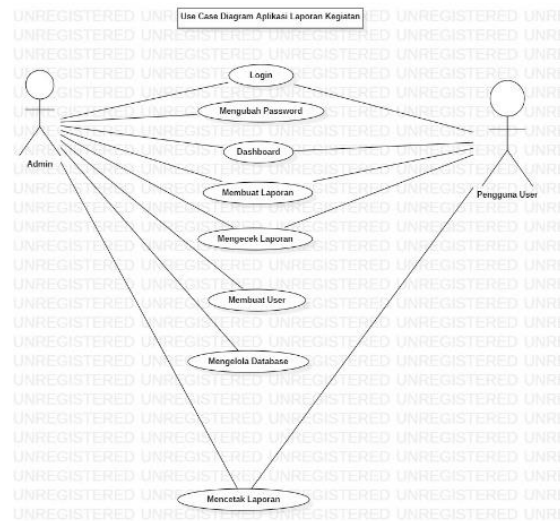 Use Case Diagram Aplikasi Laporan Kegiatan
Login
Mengubah Password
Dashboard
Admin
Membuat Laporan
Pengguna User
Mengecek Laporan
Membuat User
Mengelola Database
Mencetak Laporan
UNREGISTERED